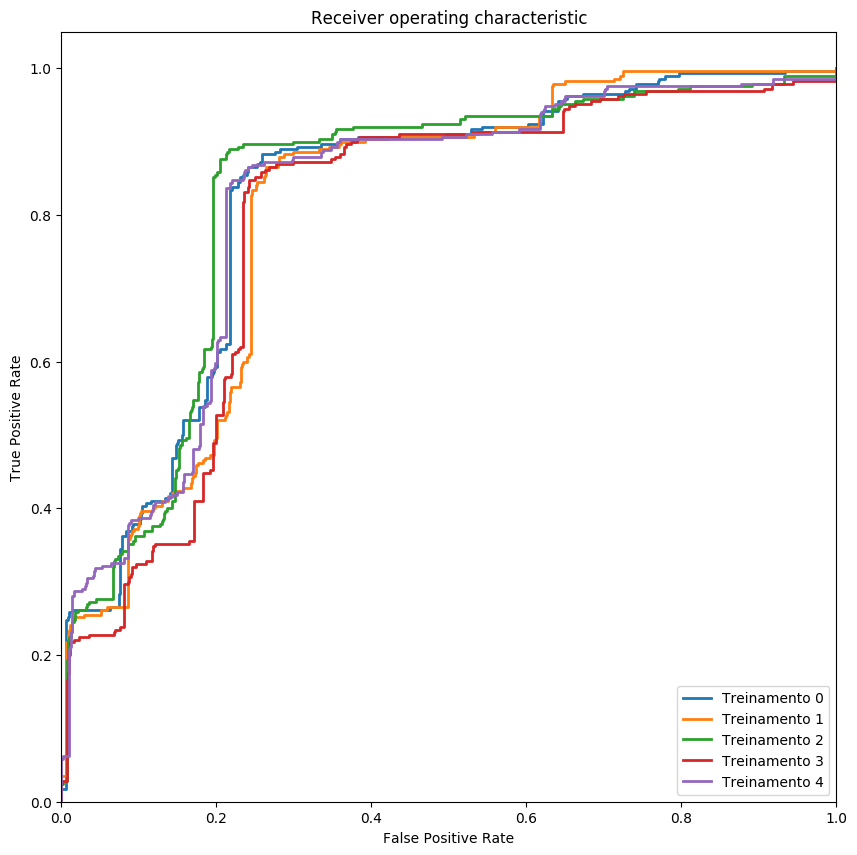 Receiver operating characteristic
1.0
0.8
0.6
0.4
0.2
0.0
True Positive Rate
0.0 0.2 0.4 0.6 0.8 1.0
False Positive Rate
Treinamento 0
Treinamento 1
Treinamento 2
Treinamento 3
Treinamento 4